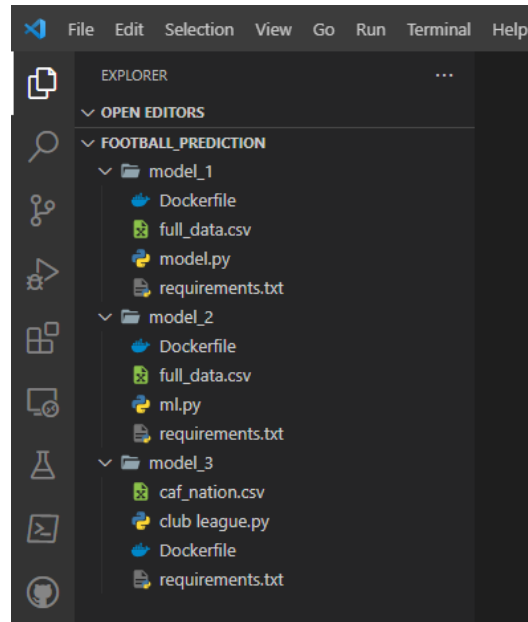 File Edit Selection View Go Run Terminal Help
EXPLORER ...
OPEN EDITORS
FOOTBALL_PREDICTION
model_1
Dockerfile
full_data.csv
model.py
requirements.txt
model_2
Dockerfile
full_data.csv
ml.py
requirements.txt
model_3
caf_nation.csv
club league.py
Dockerfile
requirements.txt